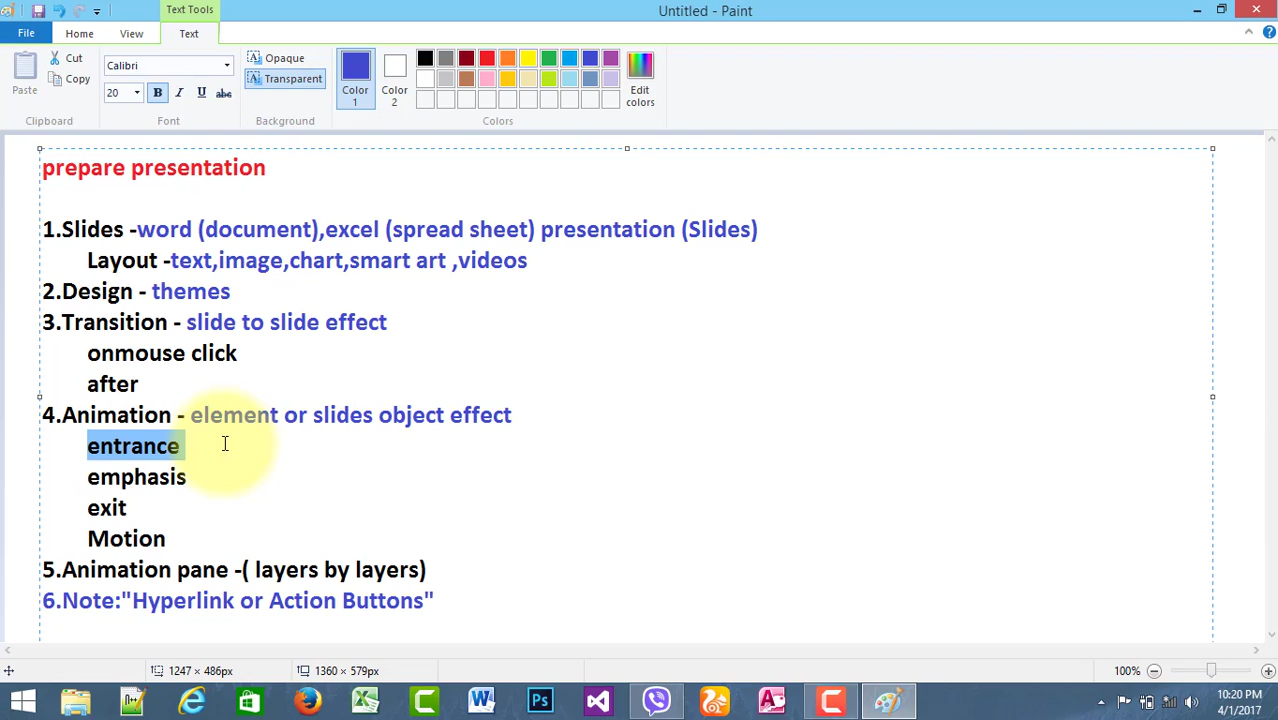 Text Tools
Untitled - Paint
File
Home
View
Text
Paste
Cut
Copy
Clipboard
Calibri
20
B
I
U
abc
Font
Opaque
Transparent
Background
Color 1
Color 2
Edit colors
Colors
prepare presentation
1.Slides -word (document),excel (spread sheet) presentation (Slides)
Layout -text,image,chart,smart art ,videos
2.Design - themes
3.Transition - slide to slide effect
onmouse click
after
4.Animation - element or slides object effect
entrance
emphasis
exit
Motion
5.Animation pane -( layers by layers)
6.Note:"Hyperlink or Action Buttons"
1247 × 486px
1360 × 579px
100%
10:20 PM
4/1/2017